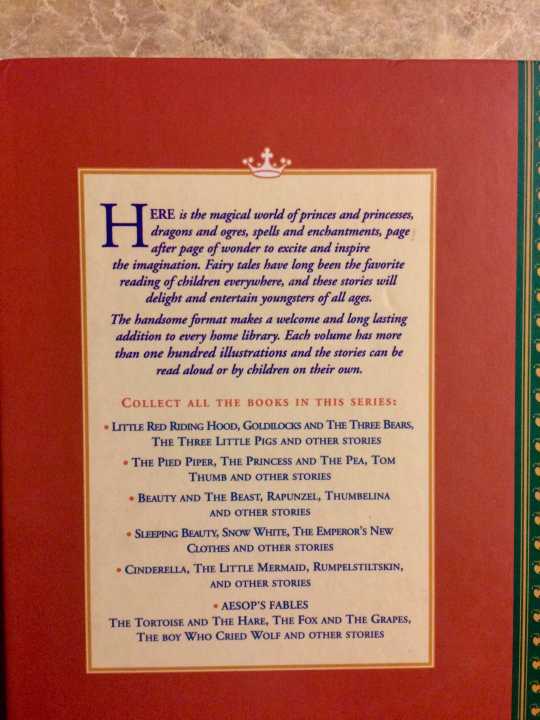 HERE is the magical world of princes and princesses,
dragons and ogres, spells and enchantments, page
after page of wonder to excite and inspire
the imagination. Fairy tales have long been the favorite
reading of children everywhere, and these stories will
delight and entertain youngsters of all ages.
The handsome format makes a welcome and long lasting
addition to every home library. Each volume has more
than one hundred illustrations and the stories can be
read aloud or by children on their own.
COLLECT ALL THE BOOKS IN THIS SERIES:
• LITTLE RED RIDING HOOD, GOLDILOCKS AND THE THREE BEARS,
THE THREE LITTLE PIGS AND OTHER STORIES
• THE PIED PIPER, THE PRINCESS AND THE PEA, TOM
THUMB AND OTHER STORIES
• BEAUTY AND THE BEAST, RAPUNZEL, THUMBELINA
AND OTHER STORIES
• SLEEPING BEAUTY, SNOW WHITE, THE EMPEROR'S NEW
CLOTHES AND OTHER STORIES
• CINDERELLA, THE LITTLE MERMAID, RUMPELSTILTSKIN,
AND OTHER STORIES
• AESOP'S FABLES
THE TORTOISE AND THE HARE, THE FOX AND THE GRAPES,
THE BOY WHO CRIED WOLF AND OTHER STORIES